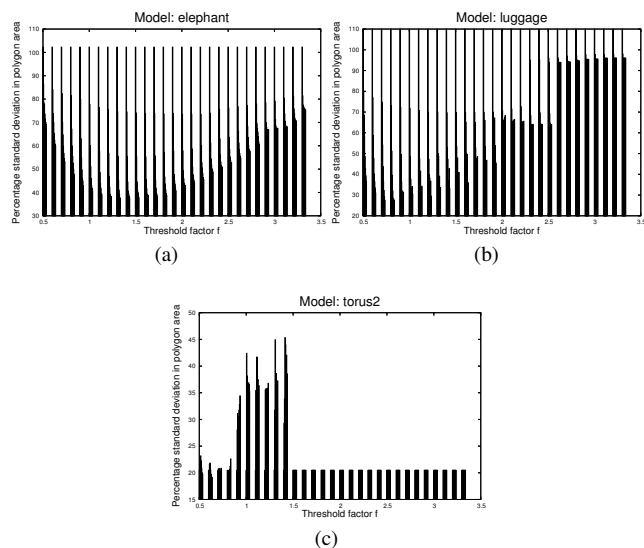 Model: elephant
Percentage standard deviation in polygon area
110
100
90
80
70
60
50
40
30
0.5 1 1.5 2 2.5 3 3.5
Threshold factor f
(a)
Model: luggage
Percentage standard deviation in polygon area
110
100
90
80
70
60
50
40
30
20
0.5 1 1.5 2 2.5 3 3.5
Threshold factor f
(b)
Model: torus2
Percentage standard deviation in polygon area
50
45
40
35
30
25
20
15
0.5 1 1.5 2 2.5 3 3.5
Threshold factor f
(c)